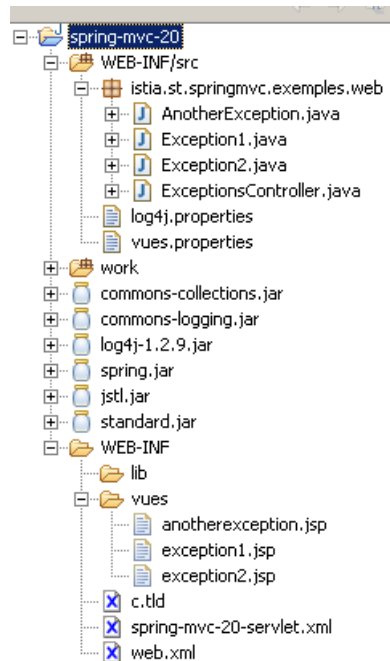 spring-mvc-20
WEB-INF/src
istia.st.springmvc.exemples.web
AnotherException.java
Exception1.java
Exception2.java
ExceptionsController.java
log4j.properties
vues.properties
work
commons-collections.jar
commons-logging.jar
log4j-1.2.9.jar
spring.jar
jstl.jar
standard.jar
WEB-INF
lib
vues
anotherexception.jsp
exception1.jsp
exception2.jsp
c.tld
spring-mvc-20-servlet.xml
web.xml